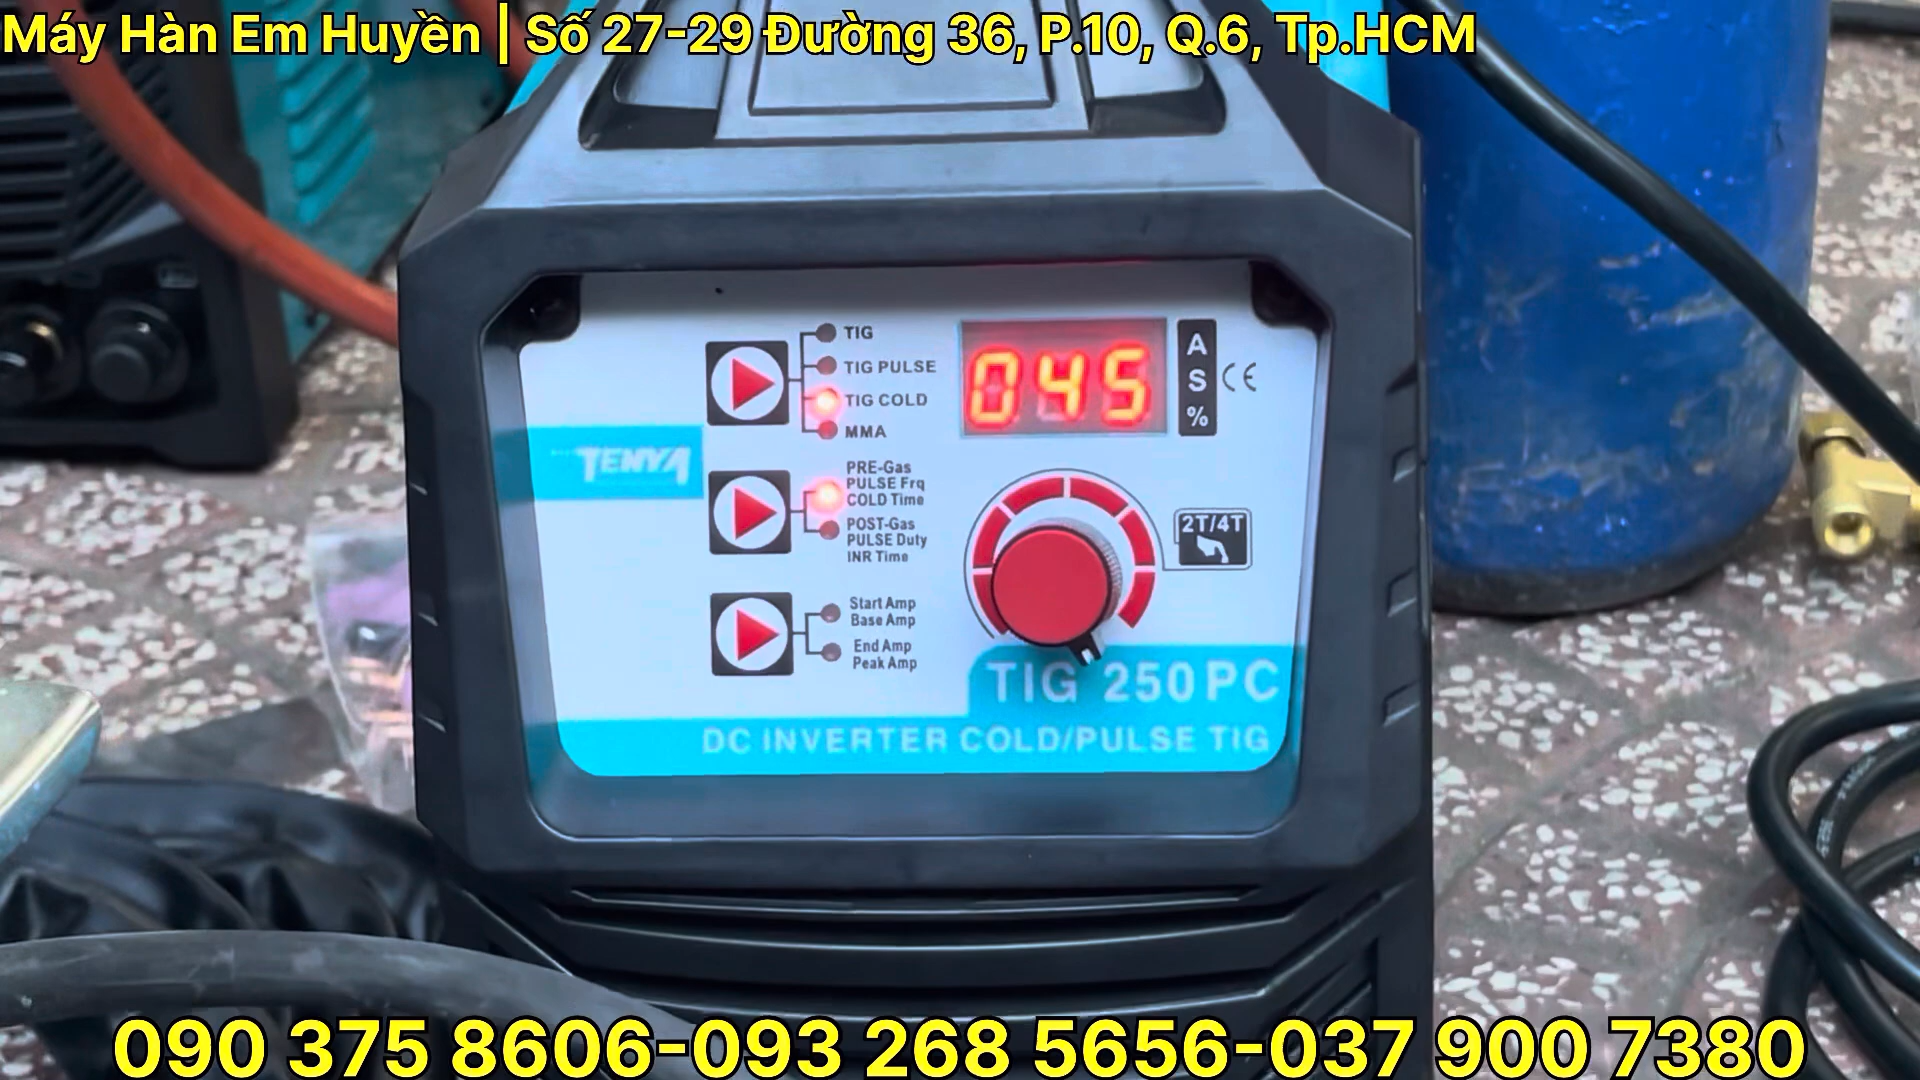 Máy Hàn Em Huyền | Số 27-29 Đường 36, P.10, Q.6, Tp.HCM
TIG
TIG PULSE
TIG COLD
MMA
045
A
S
%
CE
TENYA
PRE-Gas
PULSE Frq
COLD Time
POST-Gas
PULSE Duty
INR Time
2T/4T
Start Amp
Base Amp
End Amp
Peak Amp
TIG 250PC
DC INVERTER COLD/PULSE TIG
090 375 8606-093 268 5656-037 900 7380